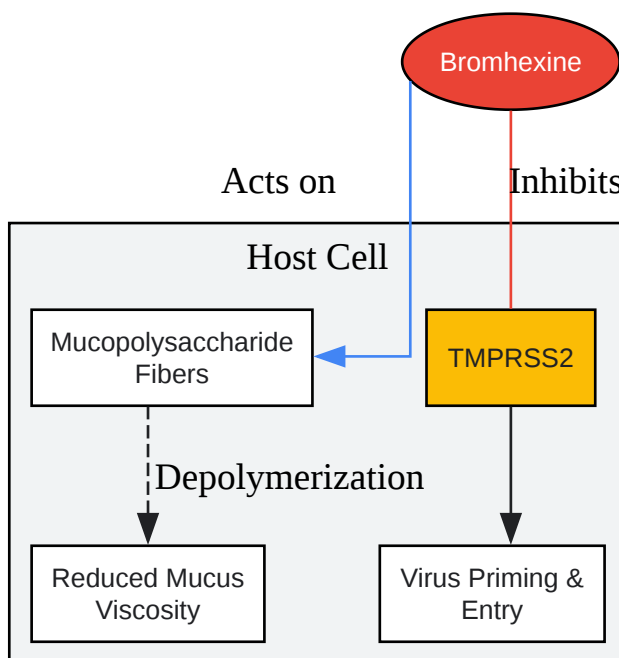 Bromhexine
Acts on
Inhibits
Host Cell
Mucopolysaccharide
Fibers
TMPRSS2
Depolymerization
Reduced Mucus
Viscosity
Virus Priming &
Entry